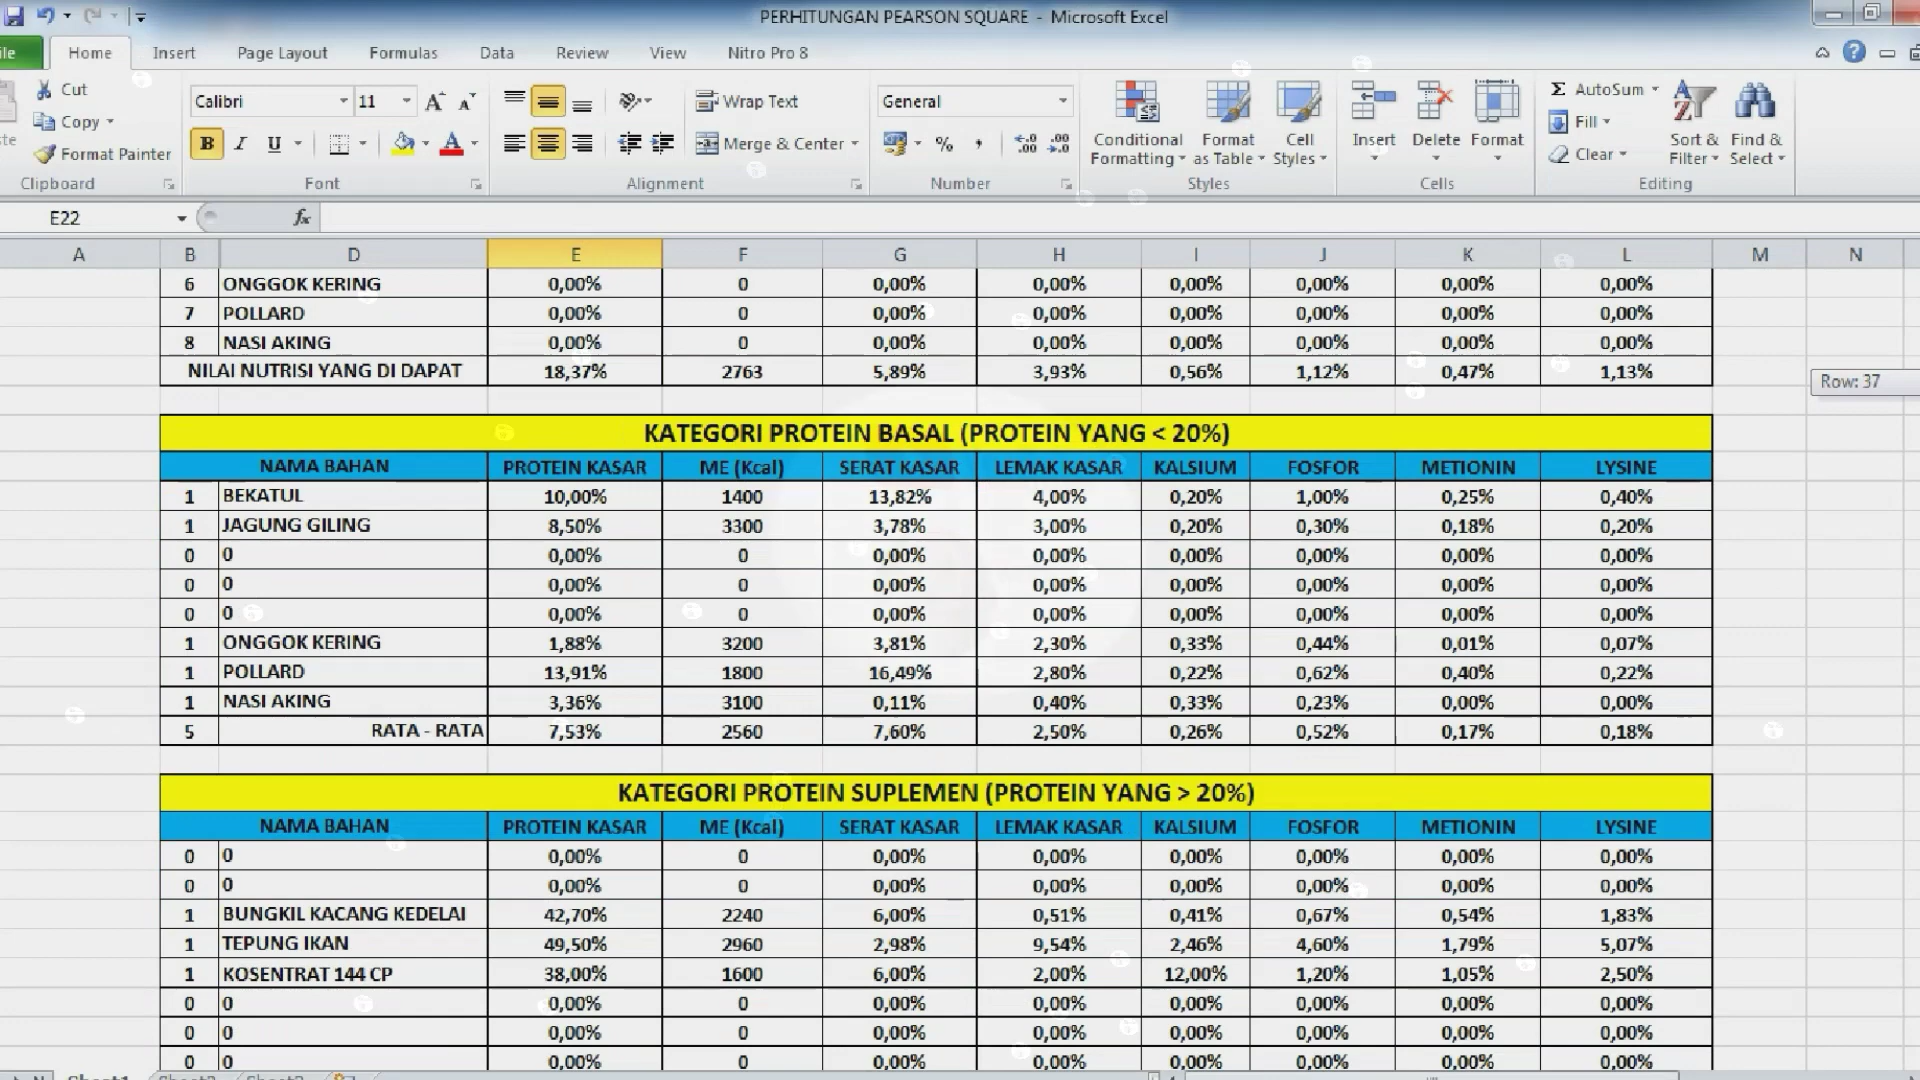 PERHITUNGAN PEARSON SQUARE - Microsoft Excel
Home Insert Page Layout Formulas Data Review View Nitro Pro 8
Cut
Copy
Format Painter
Clipboard
Calibri 11
B I U
Font
Wrap Text
Merge & Center
Alignment
General
%
Number
Conditional Formatting
Format as Table
Cell Styles
Styles
Insert Delete Format
Cells
AutoSum
Fill
Clear
Sort & Filter
Find & Select
Editing
E22 fx
A B D E F G H I J K L M N
6 ONGGOK KERING 0,00% 0 0,00% 0,00% 0,00% 0,00% 0,00% 0,00%
7 POLLARD 0,00% 0 0,00% 0,00% 0,00% 0,00% 0,00% 0,00%
8 NASI AKING 0,00% 0 0,00% 0,00% 0,00% 0,00% 0,00% 0,00%
NILAI NUTRISI YANG DI DAPAT 18,37% 2763 5,89% 3,93% 0,56% 1,12% 0,47% 1,13%
Row: 37
KATEGORI PROTEIN BASAL (PROTEIN YANG < 20%)
NAMA BAHAN PROTEIN KASAR ME (Kcal) SERAT KASAR LEMAK KASAR KALSIUM FOSFOR METIONIN LYSINE
1 BEKATUL 10,00% 1400 13,82% 4,00% 0,20% 1,00% 0,25% 0,40%
1 JAGUNG GILING 8,50% 3300 3,78% 3,00% 0,20% 0,30% 0,18% 0,20%
0 0 0,00% 0 0,00% 0,00% 0,00% 0,00% 0,00% 0,00%
0 0 0,00% 0 0,00% 0,00% 0,00% 0,00% 0,00% 0,00%
0 0 0,00% 0 0,00% 0,00% 0,00% 0,00% 0,00% 0,00%
1 ONGGOK KERING 1,88% 3200 3,81% 2,30% 0,33% 0,44% 0,01% 0,07%
1 POLLARD 13,91% 1800 16,49% 2,80% 0,22% 0,62% 0,40% 0,22%
1 NASI AKING 3,36% 3100 0,11% 0,40% 0,33% 0,23% 0,00% 0,00%
5 RATA - RATA 7,53% 2560 7,60% 2,50% 0,26% 0,52% 0,17% 0,18%
KATEGORI PROTEIN SUPLEMEN (PROTEIN YANG > 20%)
NAMA BAHAN PROTEIN KASAR ME (Kcal) SERAT KASAR LEMAK KASAR KALSIUM FOSFOR METIONIN LYSINE
0 0 0,00% 0 0,00% 0,00% 0,00% 0,00% 0,00% 0,00%
0 0 0,00% 0 0,00% 0,00% 0,00% 0,00% 0,00% 0,00%
1 BUNGKIL KACANG KEDELAI 42,70% 2240 6,00% 0,51% 0,41% 0,67% 0,54% 1,83%
1 TEPUNG IKAN 49,50% 2960 2,98% 9,54% 2,46% 4,60% 1,79% 5,07%
1 KOSENTRAT 144 CP 38,00% 1600 6,00% 2,00% 12,00% 1,20% 1,05% 2,50%
0 0 0,00% 0 0,00% 0,00% 0,00% 0,00% 0,00% 0,00%
0 0 0,00% 0 0,00% 0,00% 0,00% 0,00% 0,00% 0,00%
0 0 0,00% 0 0,00% 0,00% 0,00% 0,00% 0,00% 0,00%